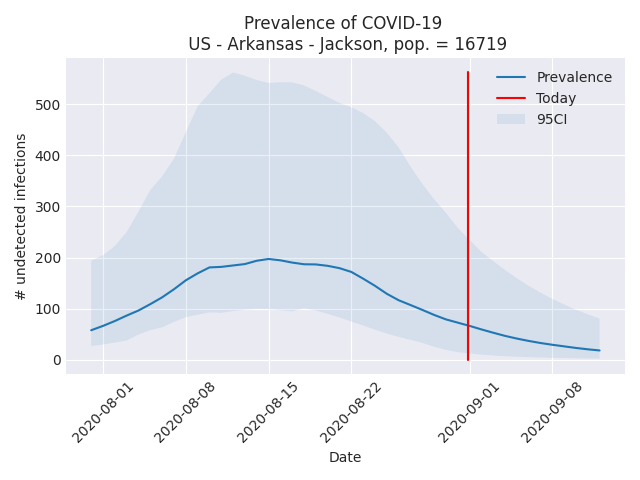 Prevalence of COVID-19
US - Arkansas - Jackson, pop. = 16719
Prevalence
Today
95CI
# undetected infections
500
400
300
200
100
0
2020-08-01
2020-08-08
2020-08-15
2020-08-22
2020-09-01
2020-09-08
Date